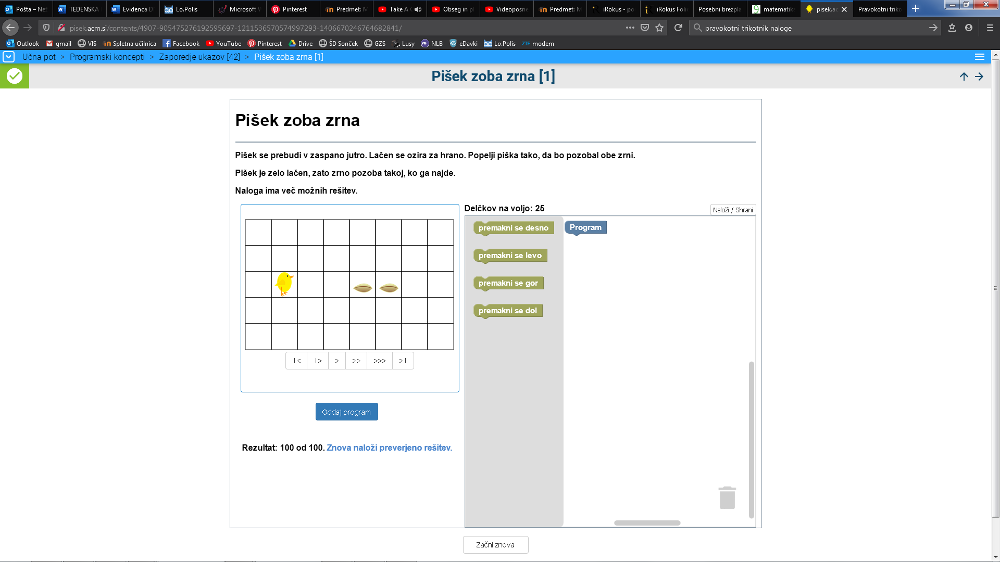 Pošta – Než
TEDENSKA
Evidenca D
Lo.Polis
Microsoft W
Pinterest
Predmet: M
Take A C
Obseg in pl
Videoposne
Predmet: M
iRokus - po
iRokus Foli
Posebni brezpla
matematika
pisek.ac
Pravokotni triko
pisek.acm.si/contents/4907-905475276192595697-1211536570574997293-1406670246764682841/
pravokotni trikotnik naloge
Outlook gmail VIS Spletna učilnica Facebook YouTube Pinterest Drive ŠD Sonček GZS Lusy NLB eDavki Lo.Polis ZTE modem
Učna pot > Programski koncepti > Zaporedje ukazov [42] > Pišek zoba zrna [1]
Pišek zoba zrna [1]
Pišek zoba zrna
Pišek se prebudi v zaspano jutro. Lačen se ozira za hrano. Popelji piška tako, da bo pozobal obe zrni.
Pišek je zelo lačen, zato zrno pozoba takoj, ko ga najde.
Naloga ima več možnih rešitev.
Delčkov na voljo: 25
Naloži / Shrani
premakni se desno
premakni se levo
premakni se gor
premakni se dol
Program
|< |> > >> >>> >|
Oddaj program
Rezultat: 100 od 100. Znova naloži preverjeno rešitev.
Začni znova